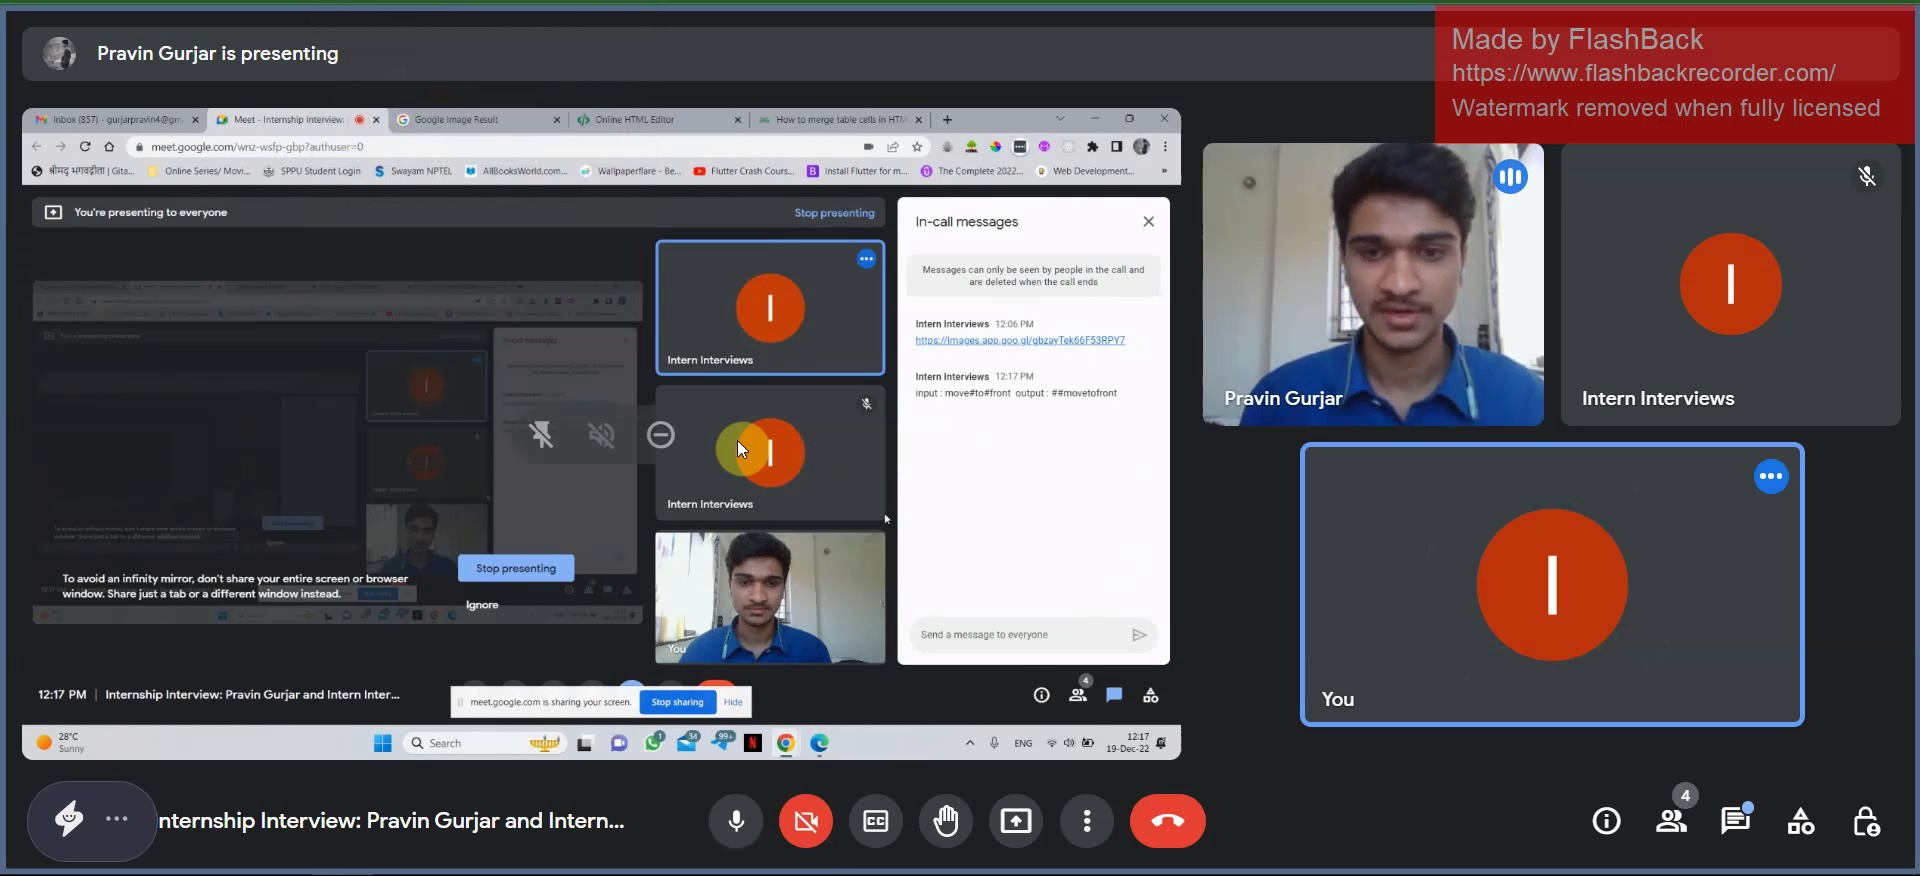 Pravin Gurjar is presenting
Made by FlashBack
https://www.flashbackrecorder.com/
Watermark removed when fully licensed
Inbox (857) - gurjarpravin4@gm
Meet - Internship Interview:
Google Image Result
Online HTML Editor
How to merge table cells in HTM
meet.google.com/wnz-wsfp-gbp?authuser=0
श्रीमद् भगवद्गीता | Gita...
Online Series/ Movi...
SPPU Student Login
Swayam NPTEL
AllBooksWorld.com...
Wallpaperflare - Be...
Flutter Crash Cours...
Install Flutter for m...
The Complete 2022...
Web Development...
You're presenting to everyone
Stop presenting
In-call messages
Messages can only be seen by people in the call and
are deleted when the call ends
Intern Interviews 12:06 PM
https://images.app.goo.gl/gbzayTek66F53RPY7
Intern Interviews 12:17 PM
input : move#to#front output : ##movetofront
I
Intern Interviews
I
Intern Interviews
You
To avoid an infinity mirror, don't share your entire screen or browser
window. Share just a tab or a different window instead.
Stop presenting
Ignore
Send a message to everyone
12:17 PM | Internship Interview: Pravin Gurjar and Intern Inter...
meet.google.com is sharing your screen.
Stop sharing
Hide
4
28°C
Sunny
Search
1
34
99+
N
ENG
12:17
19-Dec-22
Pravin Gurjar
I
Intern Interviews
I
You
nternship Interview: Pravin Gurjar and Intern...
CC
4